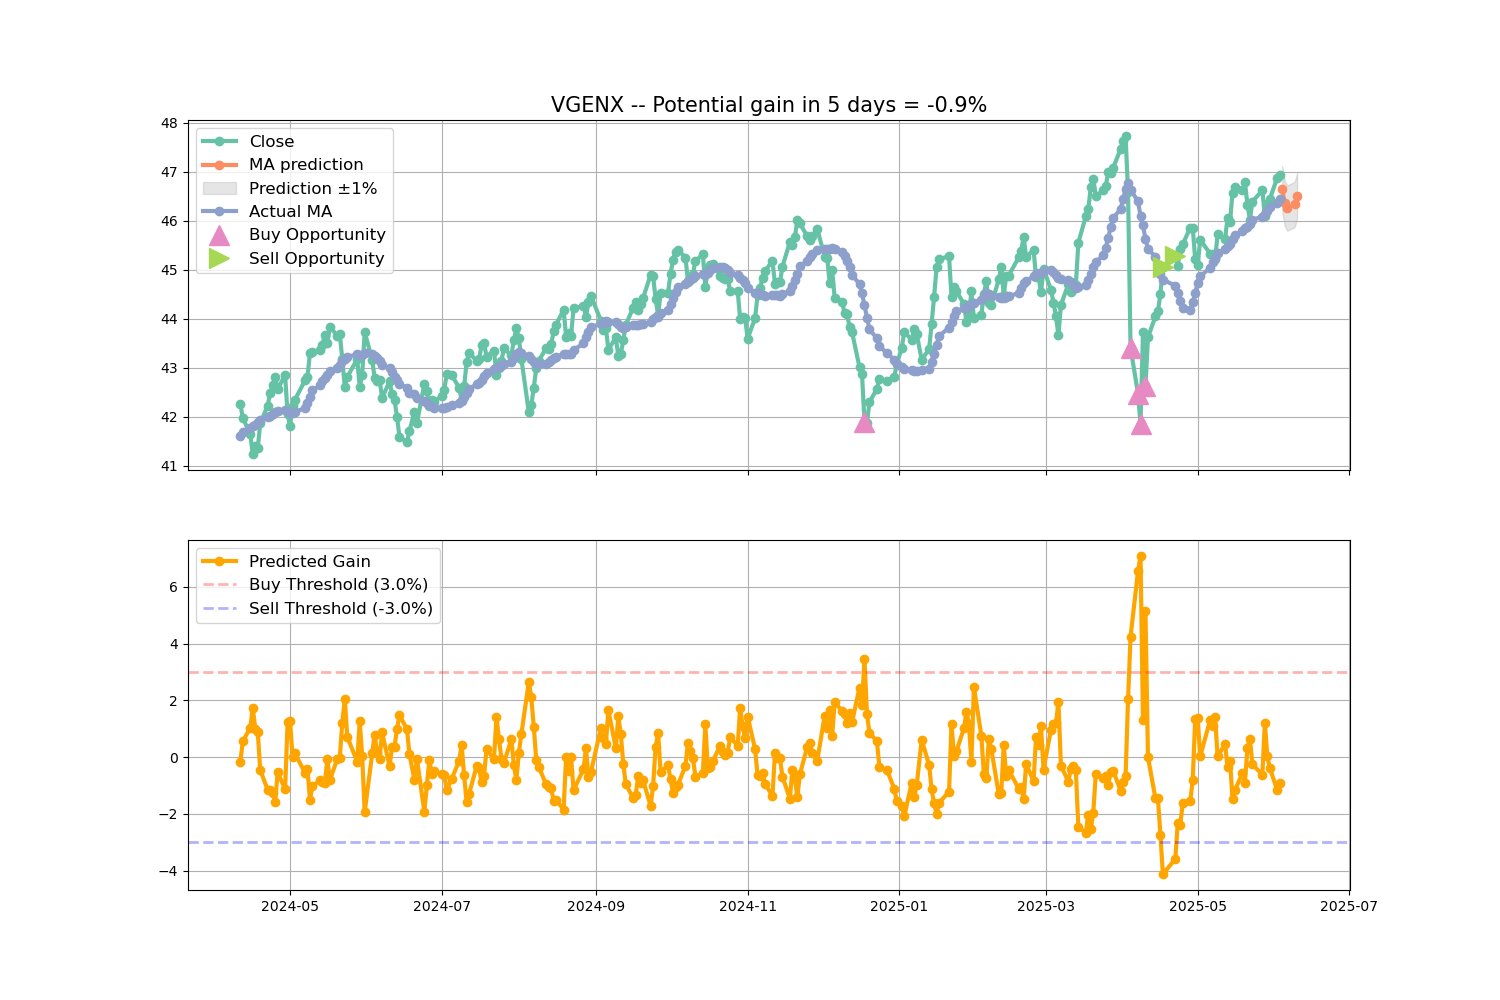 VGENX -- Potential gain in 5 days = -0.9%
48
47
46
45
44
43
42
41
Close
MA prediction
Prediction ±1%
Actual MA
Buy Opportunity
Sell Opportunity
6
4
2
0
−2
−4
Predicted Gain
Buy Threshold (3.0%)
Sell Threshold (-3.0%)
2024-05 2024-07 2024-09 2024-11 2025-01 2025-03 2025-05 2025-07